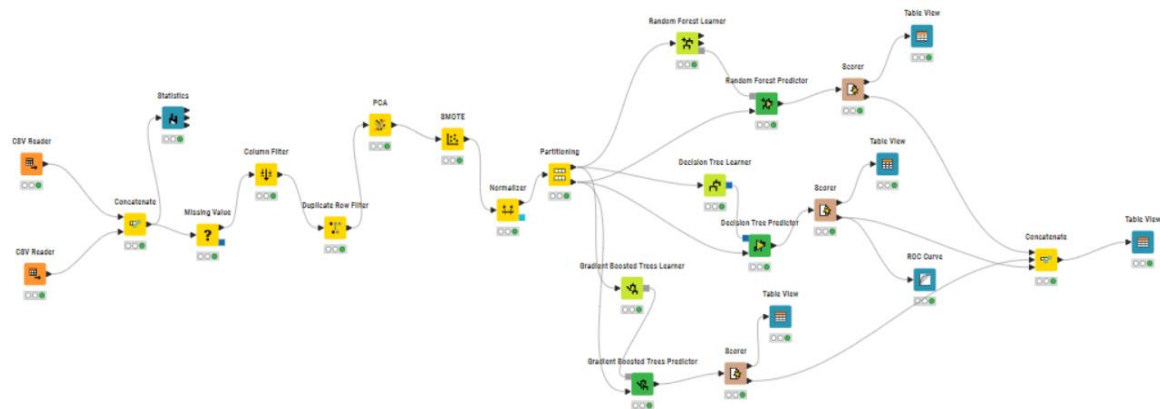 Table View
Random Forest Learner
Scorer
Random Forest Predictor
Statistics
PCA
SMOTE
CSV Reader
Column Filter
Partitioning
Table View
Decision Tree Learner
Concatenate
Missing Value
Duplicate Row Filter
Normalizer
Scorer
Decision Tree Predictor
Table View
CSV Reader
Concatenate
ROC Curve
Gradient Boosted Trees Learner
Table View
Gradient Boosted Trees Predictor
Scorer